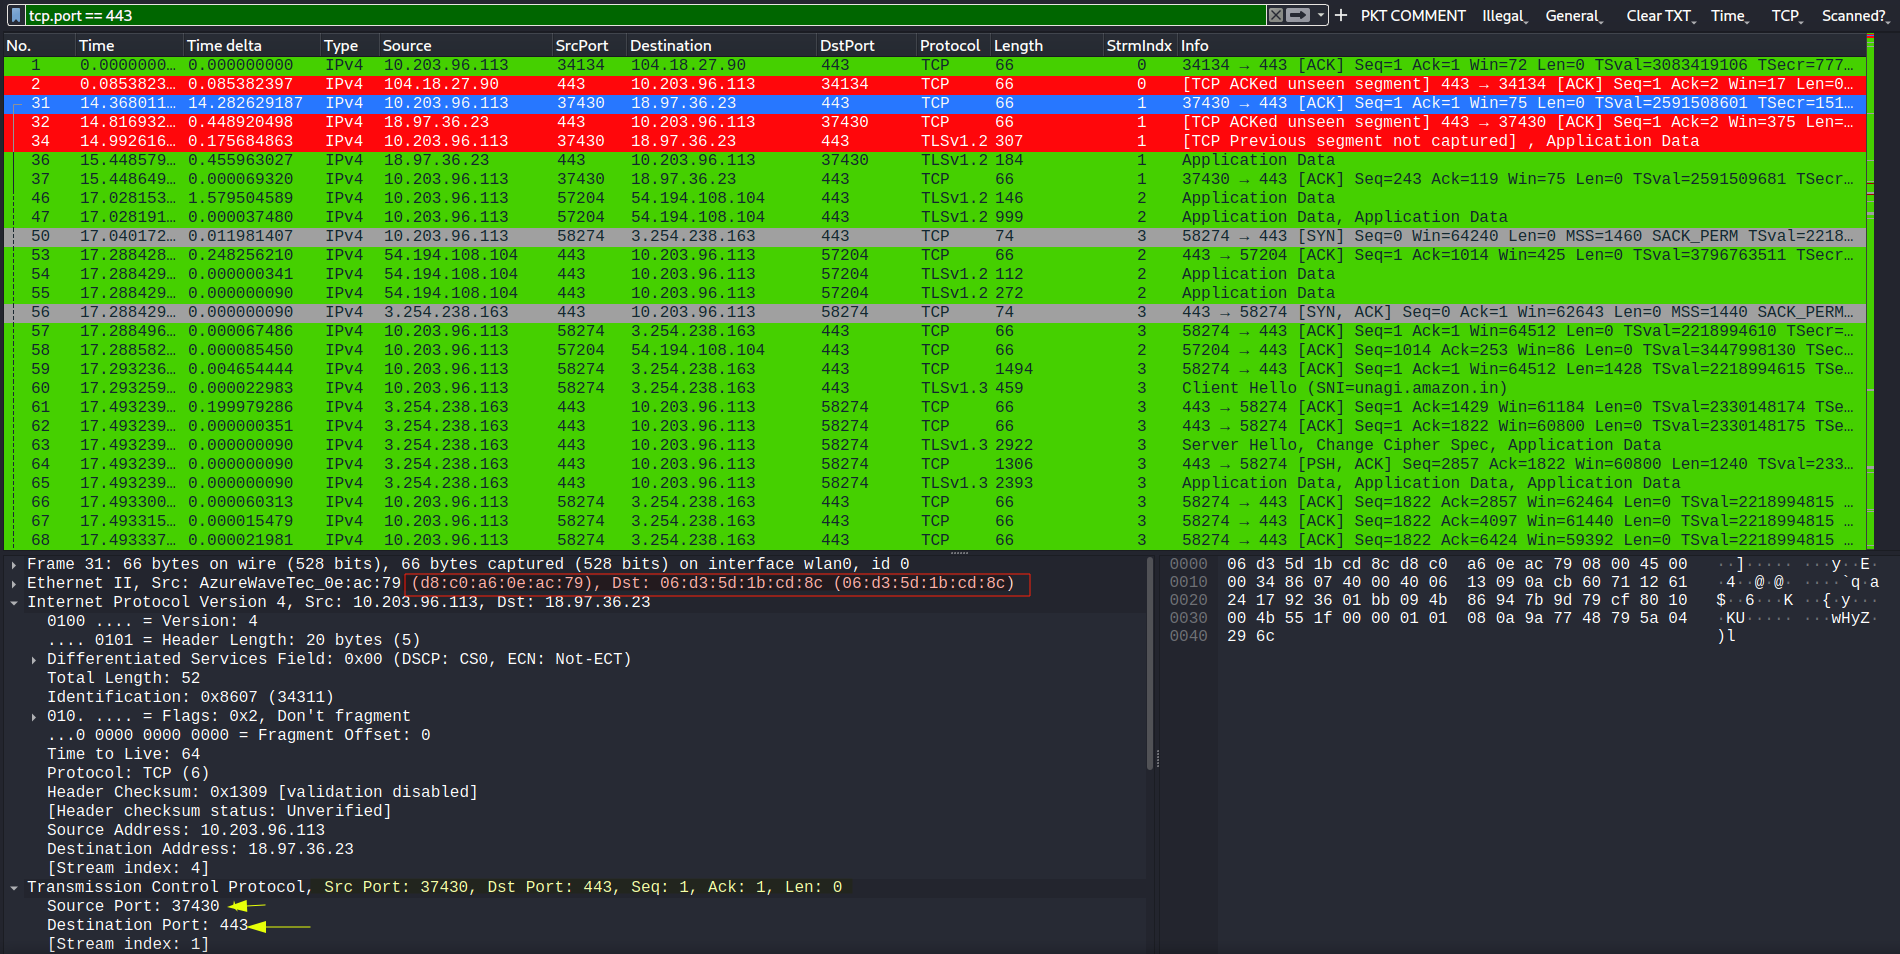 tcp.port == 443 PKT COMMENT Illegal General Clear TXT Time TCP Scanned?
No. Time Time delta Type Source SrcPort Destination DstPort Protocol Length StrmIndx Info
1 0.0000000… 0.000000000 IPv4 10.203.96.113 34134 104.18.27.90 443 TCP 66 0 34134 → 443 [ACK] Seq=1 Ack=1 Win=72 Len=0 TSval=3083419106 TSecr=777…
2 0.0853823… 0.085382397 IPv4 104.18.27.90 443 10.203.96.113 34134 TCP 66 0 [TCP ACKed unseen segment] 443 → 34134 [ACK] Seq=1 Ack=2 Win=17 Len=0…
31 14.368011… 14.282629187 IPv4 10.203.96.113 37430 18.97.36.23 443 TCP 66 1 37430 → 443 [ACK] Seq=1 Ack=1 Win=75 Len=0 TSval=2591508601 TSecr=151…
32 14.816932… 0.448920498 IPv4 18.97.36.23 443 10.203.96.113 37430 TCP 66 1 [TCP ACKed unseen segment] 443 → 37430 [ACK] Seq=1 Ack=2 Win=375 Len=…
34 14.992616… 0.175684863 IPv4 10.203.96.113 37430 18.97.36.23 443 TLSv1.2 307 1 [TCP Previous segment not captured] , Application Data
36 15.448579… 0.455963027 IPv4 18.97.36.23 443 10.203.96.113 37430 TLSv1.2 184 1 Application Data
37 15.448649… 0.000069320 IPv4 10.203.96.113 37430 18.97.36.23 443 TCP 66 1 37430 → 443 [ACK] Seq=243 Ack=119 Win=75 Len=0 TSval=2591509681 TSecr…
46 17.028153… 1.579504589 IPv4 10.203.96.113 57204 54.194.108.104 443 TLSv1.2 146 2 Application Data
47 17.028191… 0.000037480 IPv4 10.203.96.113 57204 54.194.108.104 443 TLSv1.2 999 2 Application Data, Application Data
50 17.040172… 0.011981407 IPv4 10.203.96.113 58274 3.254.238.163 443 TCP 74 3 58274 → 443 [SYN] Seq=0 Win=64240 Len=0 MSS=1460 SACK_PERM TSval=2218…
53 17.288428… 0.248256210 IPv4 54.194.108.104 443 10.203.96.113 57204 TCP 66 2 443 → 57204 [ACK] Seq=1 Ack=1014 Win=425 Len=0 TSval=3796763511 TSecr…
54 17.288429… 0.000000341 IPv4 54.194.108.104 443 10.203.96.113 57204 TLSv1.2 112 2 Application Data
55 17.288429… 0.000000090 IPv4 54.194.108.104 443 10.203.96.113 57204 TLSv1.2 272 2 Application Data
56 17.288429… 0.000000090 IPv4 3.254.238.163 443 10.203.96.113 58274 TCP 74 3 443 → 58274 [SYN, ACK] Seq=0 Ack=1 Win=62643 Len=0 MSS=1440 SACK_PERM…
57 17.288496… 0.000067486 IPv4 10.203.96.113 58274 3.254.238.163 443 TCP 66 3 58274 → 443 [ACK] Seq=1 Ack=1 Win=64512 Len=0 TSval=2218994610 TSecr=…
58 17.288582… 0.000085450 IPv4 10.203.96.113 57204 54.194.108.104 443 TCP 66 2 57204 → 443 [ACK] Seq=1014 Ack=253 Win=86 Len=0 TSval=3447998130 TSec…
59 17.293236… 0.004654444 IPv4 10.203.96.113 58274 3.254.238.163 443 TCP 1494 3 58274 → 443 [ACK] Seq=1 Ack=1 Win=64512 Len=1428 TSval=2218994615 TSe…
60 17.293259… 0.000022983 IPv4 10.203.96.113 58274 3.254.238.163 443 TLSv1.3 459 3 Client Hello (SNI=unagi.amazon.in)
61 17.493239… 0.199979286 IPv4 3.254.238.163 443 10.203.96.113 58274 TCP 66 3 443 → 58274 [ACK] Seq=1 Ack=1429 Win=61184 Len=0 TSval=2330148174 TSe…
62 17.493239… 0.000000351 IPv4 3.254.238.163 443 10.203.96.113 58274 TCP 66 3 443 → 58274 [ACK] Seq=1 Ack=1822 Win=60800 Len=0 TSval=2330148175 TSe…
63 17.493239… 0.000000090 IPv4 3.254.238.163 443 10.203.96.113 58274 TLSv1.3 2922 3 Server Hello, Change Cipher Spec, Application Data
64 17.493239… 0.000000090 IPv4 3.254.238.163 443 10.203.96.113 58274 TCP 1306 3 443 → 58274 [PSH, ACK] Seq=2857 Ack=1822 Win=60800 Len=1240 TSval=233…
65 17.493239… 0.000000090 IPv4 3.254.238.163 443 10.203.96.113 58274 TLSv1.3 2393 3 Application Data, Application Data, Application Data
66 17.493300… 0.000060313 IPv4 10.203.96.113 58274 3.254.238.163 443 TCP 66 3 58274 → 443 [ACK] Seq=1822 Ack=2857 Win=62464 Len=0 TSval=2218994815 …
67 17.493315… 0.000015479 IPv4 10.203.96.113 58274 3.254.238.163 443 TCP 66 3 58274 → 443 [ACK] Seq=1822 Ack=4097 Win=61440 Len=0 TSval=2218994815 …
68 17.493337… 0.000021981 IPv4 10.203.96.113 58274 3.254.238.163 443 TCP 66 3 58274 → 443 [ACK] Seq=1822 Ack=6424 Win=59392 Len=0 TSval=2218994815 …
Frame 31: 66 bytes on wire (528 bits), 66 bytes captured (528 bits) on interface wlan0, id 0
Ethernet II, Src: AzureWaveTec_0e:ac:79 (d8:c0:a6:0e:ac:79), Dst: 06:d3:5d:1b:cd:8c (06:d3:5d:1b:cd:8c)
Internet Protocol Version 4, Src: 10.203.96.113, Dst: 18.97.36.23
0100 .... = Version: 4
.... 0101 = Header Length: 20 bytes (5)
Differentiated Services Field: 0x00 (DSCP: CS0, ECN: Not-ECT)
Total Length: 52
Identification: 0x8607 (34311)
010. .... = Flags: 0x2, Don't fragment
...0 0000 0000 0000 = Fragment Offset: 0
Time to Live: 64
Protocol: TCP (6)
Header Checksum: 0x1309 [validation disabled]
[Header checksum status: Unverified]
Source Address: 10.203.96.113
Destination Address: 18.97.36.23
[Stream index: 4]
Transmission Control Protocol, Src Port: 37430, Dst Port: 443, Seq: 1, Ack: 1, Len: 0
Source Port: 37430
Destination Port: 443
[Stream index: 1]
0000 06 d3 5d 1b cd 8c d8 c0 a6 0e ac 79 08 00 45 00 ··]····· ···y··E·
0010 00 34 86 07 40 00 40 06 13 09 0a cb 60 71 12 61 ·4··@·@· ····`q·a
0020 24 17 92 36 01 bb 09 4b 86 94 7b 9d 79 cf 80 10 $··6···K ··{·y···
0030 00 4b 55 1f 00 00 01 01 08 0a 9a 77 48 79 5a 04 ·KU····· ···wHyZ·
0040 29 6c )l